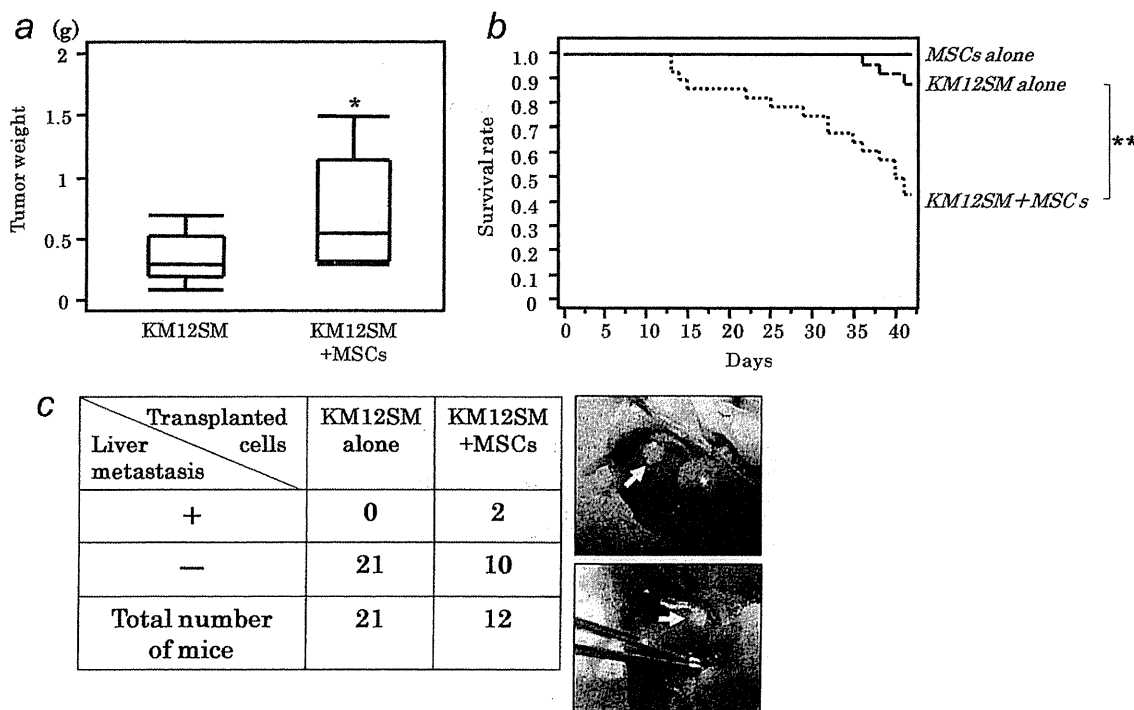 a (g)
2
1.5
1
0.5
0
Tumor weight
*
KM12SM
KM12SM
+MSCs
b
1.0
0.9
0.8
0.7
0.6
0.5
0.4
0.3
0.2
0.1
0
Survival rate
0 5 10 15 20 25 30 35 40
Days
MSCs alone
KM12SM alone
**
KM12SM+MSCs
c
Transplanted
cells
Liver
metastasis
KM12SM
alone
KM12SM
+MSCs
+ 0 2
− 21 10
Total number
of mice
21 12